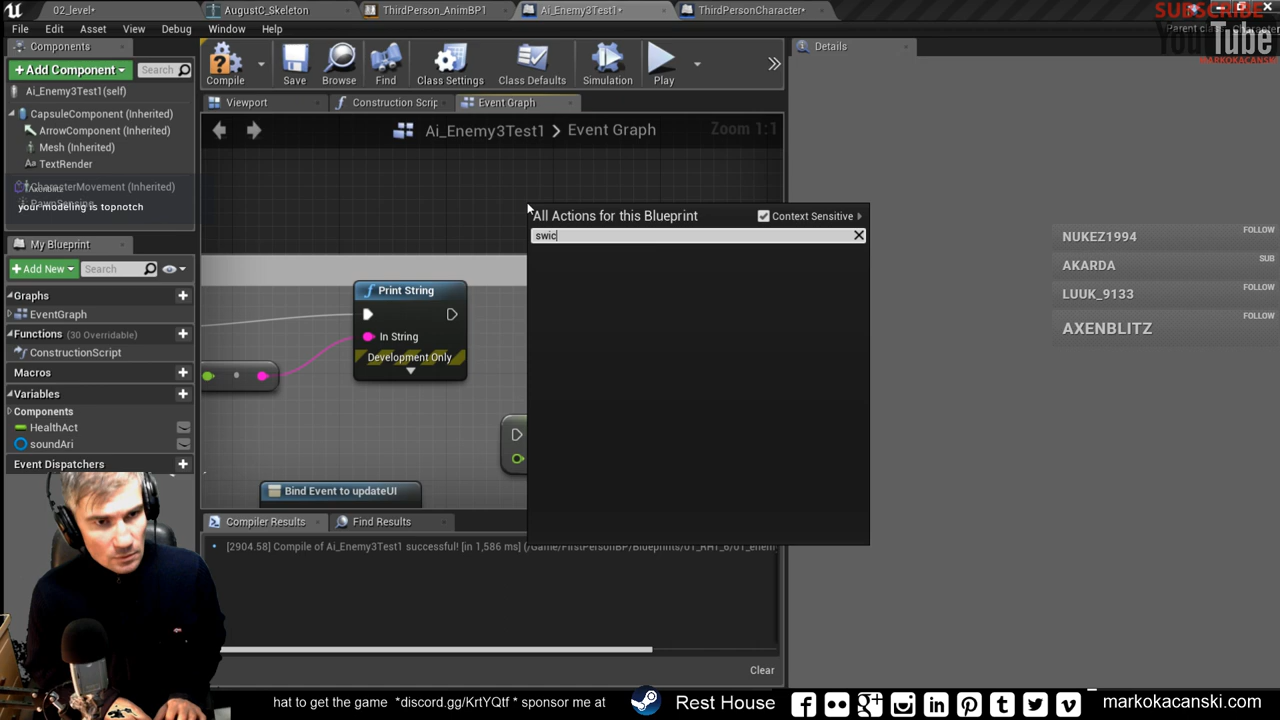 02_level•
AugustC_Skeleton
ThirdPerson_AnimBP1
Ai_Enemy3Test1•
ThirdPersonCharacter•
SUBSCRIBE
YouTube
MARKOKACANSKI
File
Edit
Asset
View
Debug
Window
Help
Parent class: Character
Components
+Add Component
Search
Ai_Enemy3Test1(self)
CapsuleComponent (Inherited)
ArrowComponent (Inherited)
Mesh (Inherited)
TextRender
CharacterMovement (Inherited)
Axenblitz
your modeling is topnotch
Compile
Save
Browse
Find
Class Settings
Class Defaults
Simulation
Play
Details
Viewport
Construction Scrip
Event Graph
Ai_Enemy3Test1 > Event Graph
Zoom 1:1
All Actions for this Blueprint
Context Sensitive
swic
Print String
In String
Development Only
Bind Event to updateUI
My Blueprint
+Add New
Search
Graphs
EventGraph
Functions (30 Overridable)
ConstructionScript
Macros
Variables
Components
HealthAct
soundAri
Event Dispatchers
NUKEZ1994
FOLLOW
AKARDA
SUB
LUUK_9133
FOLLOW
AXENBLITZ
FOLLOW
Compiler Results
Find Results
[2904.58] Compile of Ai_Enemy3Test1 successful! [in 1,586 ms]
Clear
hat to get the game *discord.gg/KrtYQtf * sponsor me at
Rest House
markokacanski.com